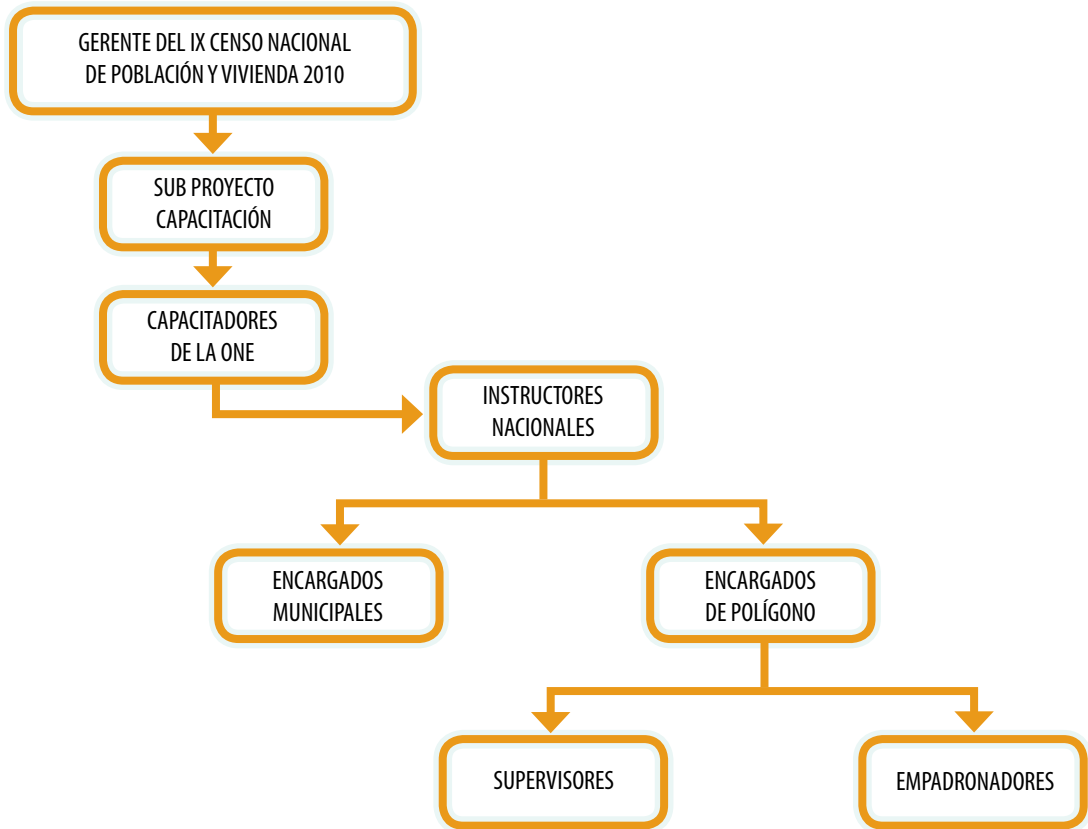 GERENTE DEL IX CENSO NACIONAL
DE POBLACIÓN Y VIVIENDA 2010
SUB PROYECTO
CAPACITACIÓN
CAPACITADORES
DE LA ONE
INSTRUCTORES
NACIONALES
ENCARGADOS
MUNICIPALES
ENCARGADOS
DE POLÍGONO
SUPERVISORES
EMPADRONADORES